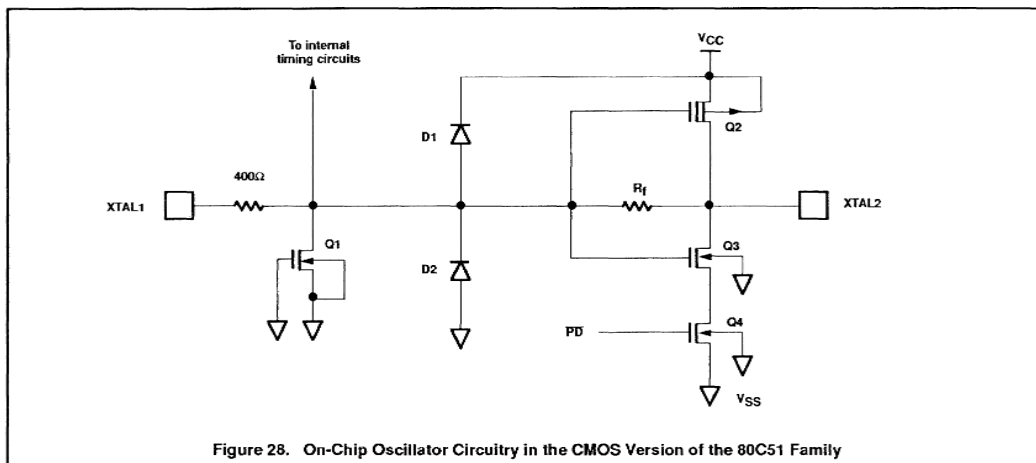 To internal
timing circuits
VCC
Q2
D1
400Ω
Rf
XTAL1
XTAL2
Q1
Q3
D2
Q4
PD
VSS
Figure 28. On-Chip Oscillator Circuitry in the CMOS Version of the 80C51 Family